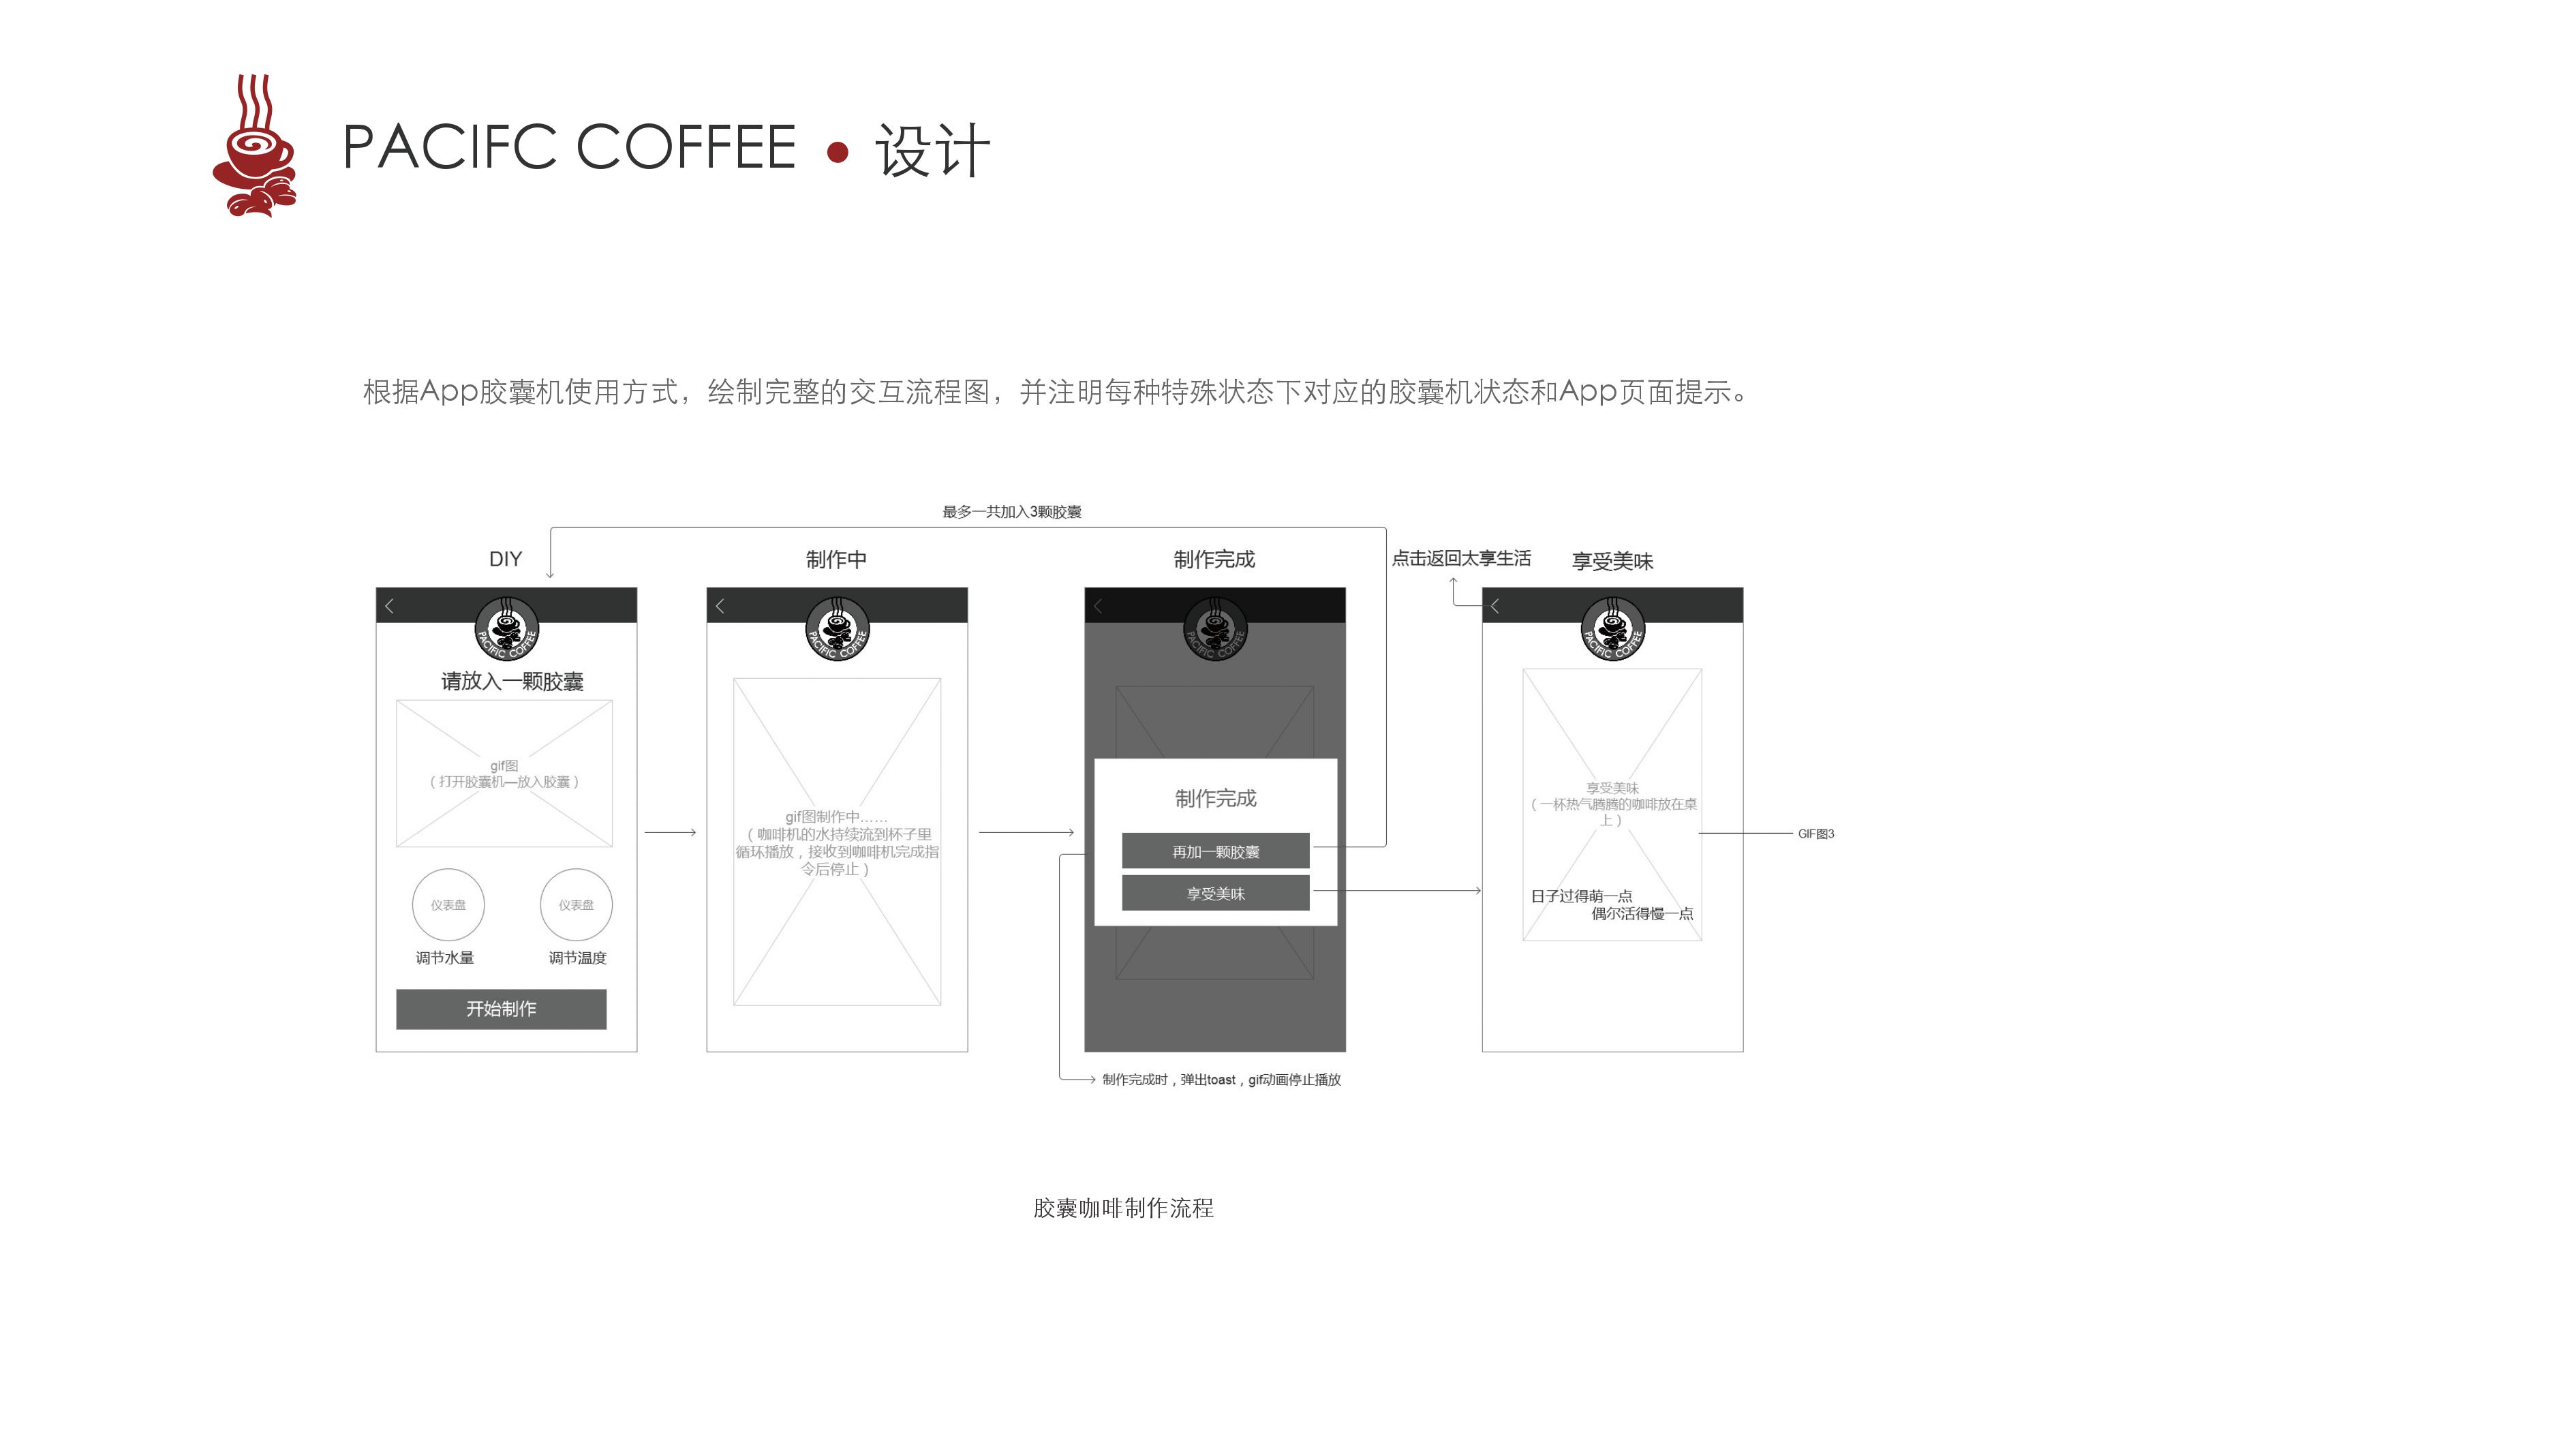 PACIFC COFFEE • 设计
根据App胶囊机使用方式，绘制完整的交互流程图，并注明每种特殊状态下对应的胶囊机状态和App页面提示。
最多一共加入3颗胶囊
DIY
制作中
制作完成
点击返回太享生活
享受美味
PACIFIC COFFEE
PACIFIC COFFEE
PACIFIC COFFEE
PACIFIC COFFEE
请放入一颗胶囊
gif图
（打开胶囊机—放入胶囊）
仪表盘
仪表盘
调节水量
调节温度
开始制作
gif图制作中……
（咖啡机的水持续流到杯子里
循环播放，接收到咖啡机完成指
令后停止）
制作完成
再加一颗胶囊
享受美味
制作完成时，弹出toast，gif动画停止播放
享受美味
（一杯热气腾腾的咖啡放在桌
上）
GIF图3
日子过得萌一点
偶尔活得慢一点
胶囊咖啡制作流程